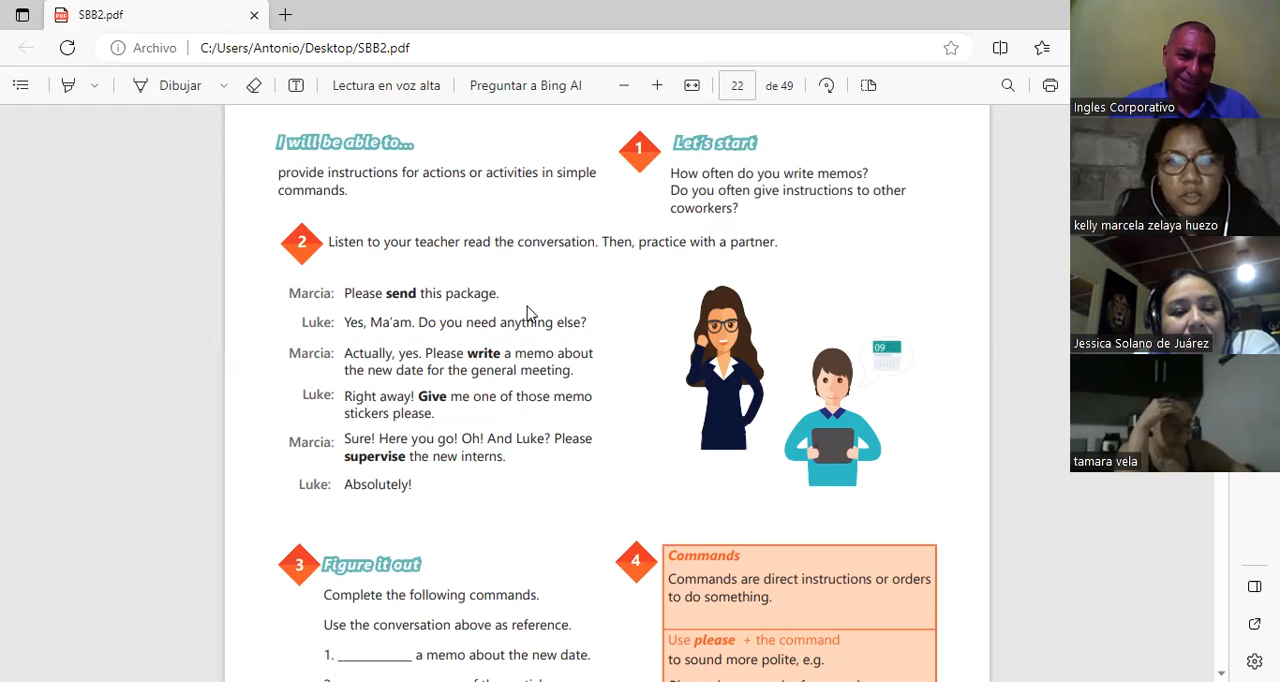 SBB2.pdf
Archivo
C:/Users/Antonio/Desktop/SBB2.pdf
Dibujar
Lectura en voz alta
Preguntar a Bing AI
22
de 49
I will be able to...
provide instructions for actions or activities in simple
commands.
1
Let's start
How often do you write memos?
Do you often give instructions to other
coworkers?
2
Listen to your teacher read the conversation. Then, practice with a partner.
Marcia: Please send this package.
Luke: Yes, Ma'am. Do you need anything else?
Marcia: Actually, yes. Please write a memo about
the new date for the general meeting.
Luke: Right away! Give me one of those memo
stickers please.
Marcia: Sure! Here you go! Oh! And Luke? Please
supervise the new interns.
Luke: Absolutely!
09
3
Figure it out
Complete the following commands.
Use the conversation above as reference.
1. ____________ a memo about the new date.
4
Commands
Commands are direct instructions or orders
to do something.
Use please + the command
to sound more polite, e.g.
Ingles Corporativo
kelly marcela zelaya huezo
Jessica Solano de Juárez
tamara vela